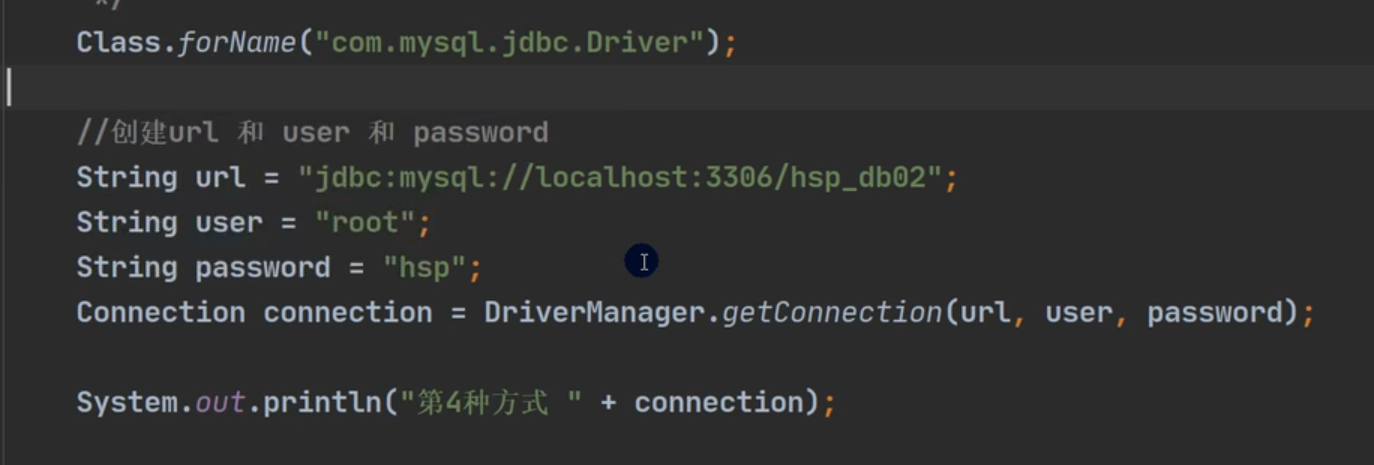 */
Class.forName("com.mysql.jdbc.Driver");
//创建url 和 user 和 password
String url = "jdbc:mysql://localhost:3306/hsp_db02";
String user = "root";
String password = "hsp";
Connection connection = DriverManager.getConnection(url, user, password);
System.out.println("第4种方式 " + connection);